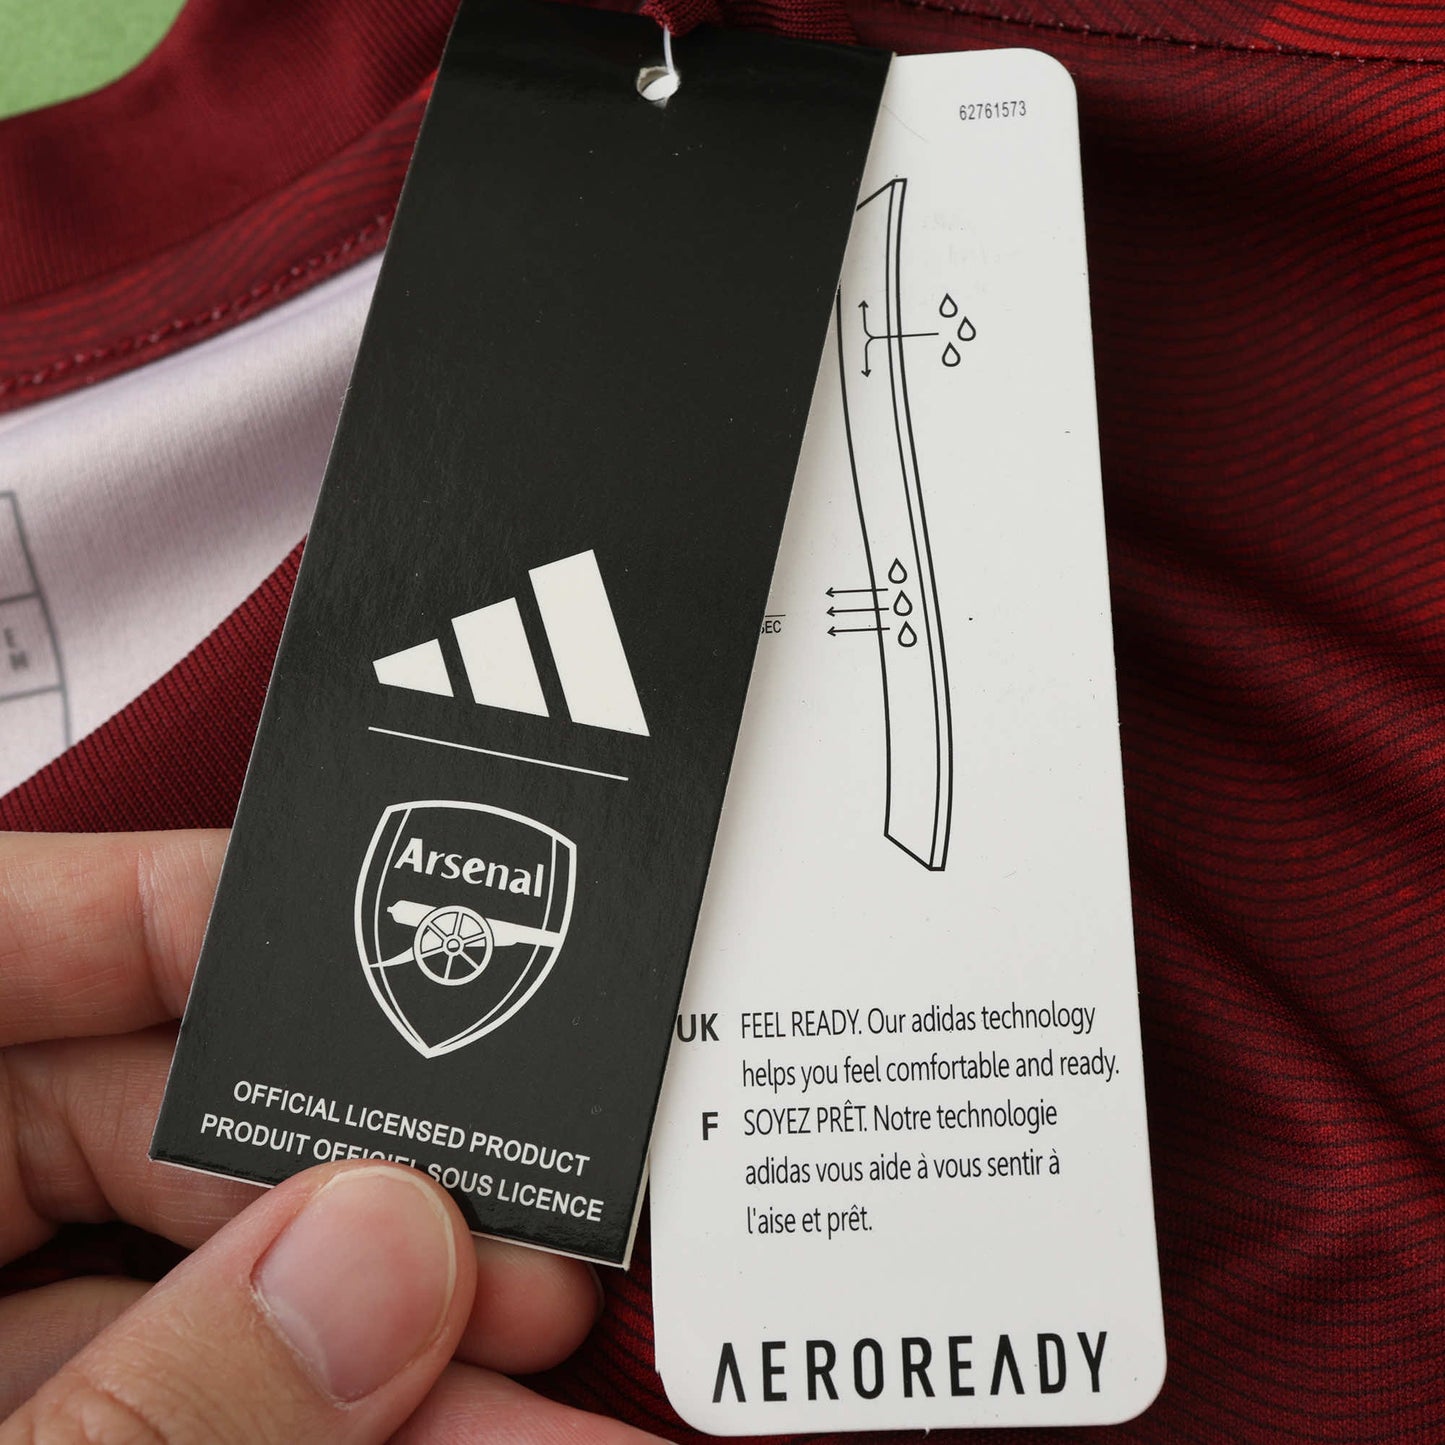 62761573
Arsenal
OFFICIAL LICENSED PRODUCT
PRODUIT OFFICIEL SOUS LICENCE
UK FEEL READY. Our adidas technology
helps you feel comfortable and ready.
F SOYEZ PRÊT. Notre technologie
adidas vous aide à vous sentir à
l'aise et prêt.
AEROREADY